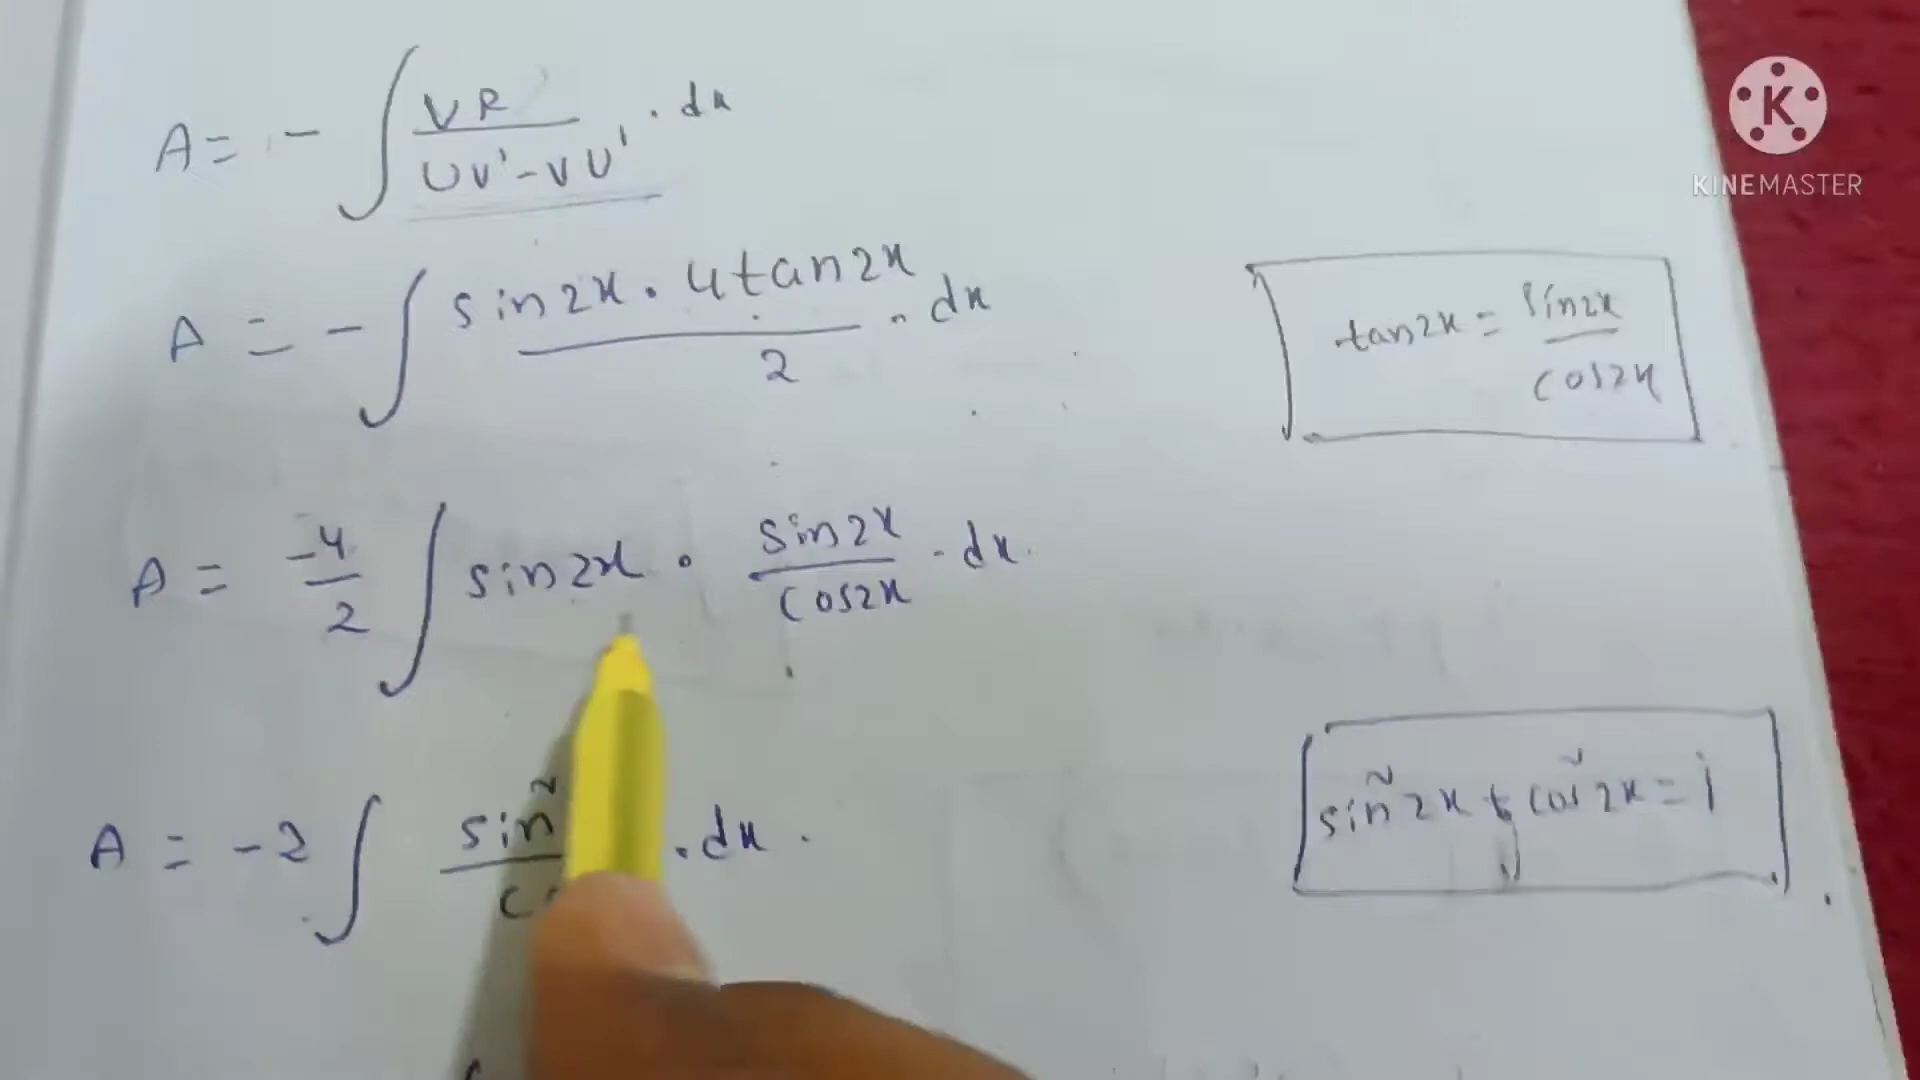 A = - ∫ VR / UV' - VU' . dx
KINEMASTER
A = - ∫ sin2x . 4tan2x / 2 . dx
tan2x = sin2x / cos2x
A = -4/2 ∫ sin2x . sin2x / cos2x . dx
A = -2 ∫ sin² . dx .
sin²2x + cos²2x = 1